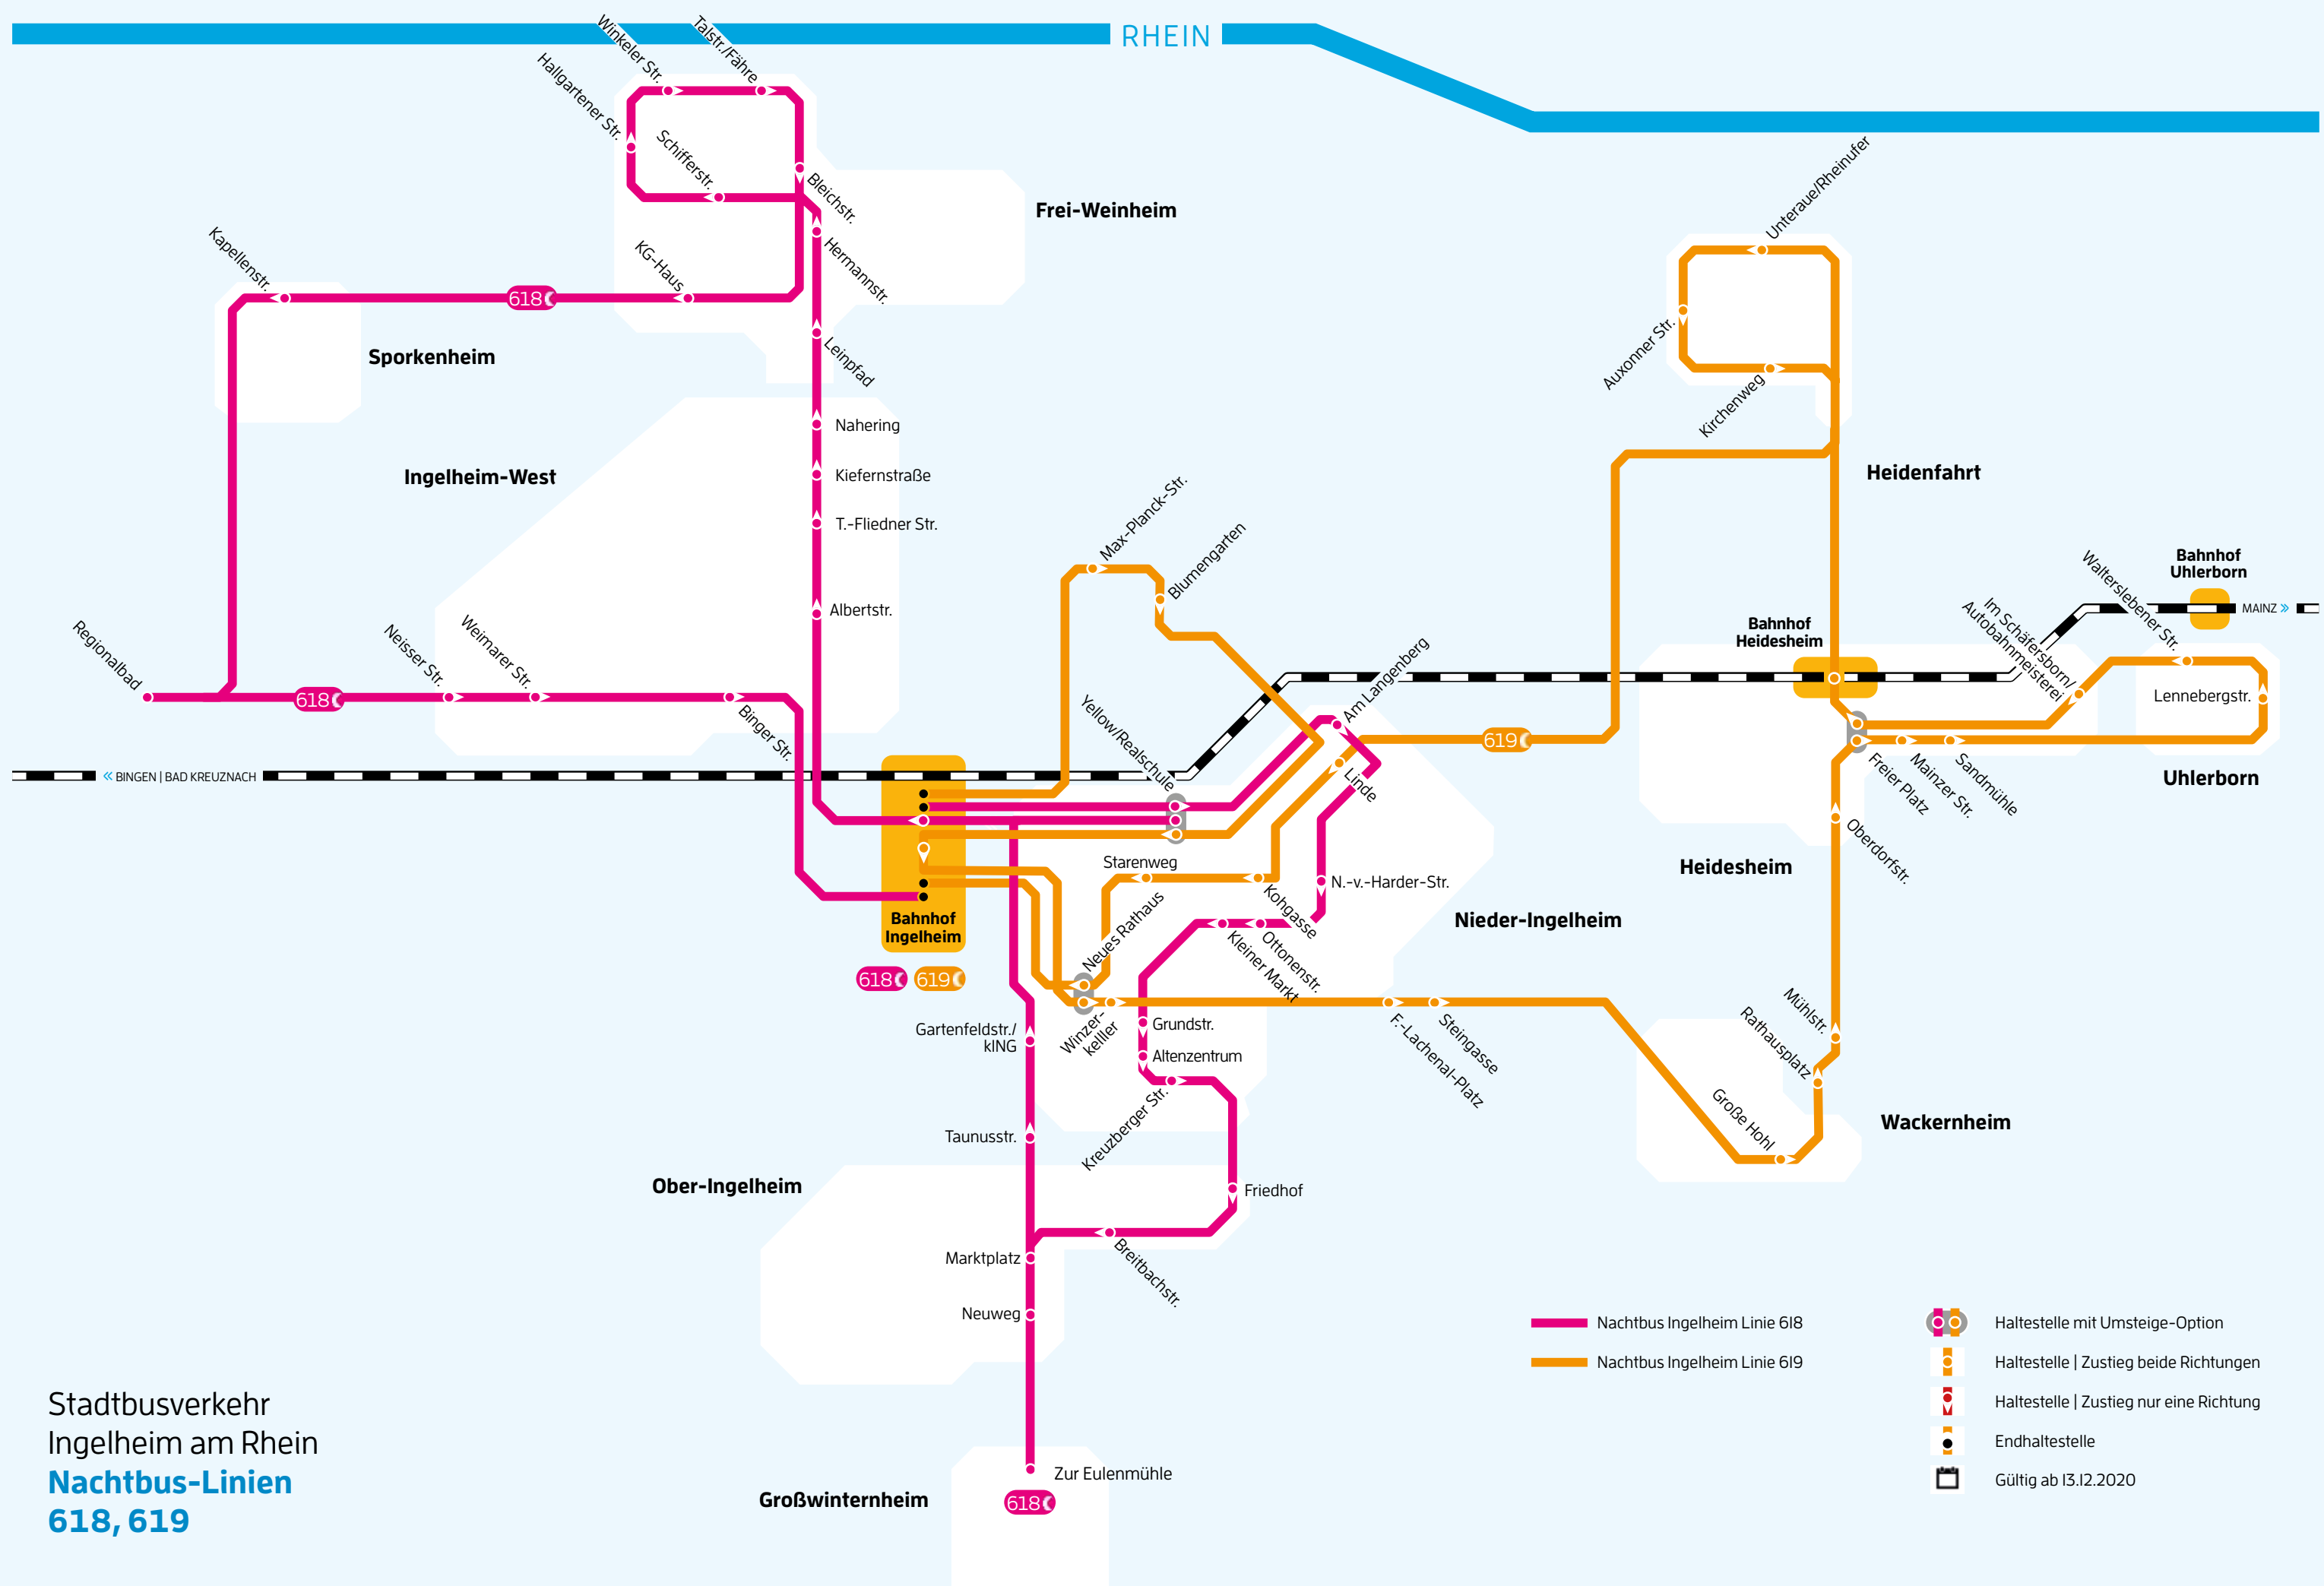 RHEIN
Winkeler Str.
Talstr./Fähre
Hallgartener Str.
Schifferstr.
Bleichstr.
Frei-Weinheim
Unteraue/Rheinufer
Kapellenstr.
KG-Haus
Hermannstr.
618
Sporkenheim
Leinpfad
Auxonner Str.
Kirchenweg
Nahering
Ingelheim-West
Kiefernstraße
Heidenfahrt
T.-Fliedner Str.
Max-Planck-Str.
Blumengarten
Albertstr.
Bahnhof
Uhlerborn
MAINZ »
Waltersleber Str.
Im Schäfersborn/
Autobahnmeisterei
Bahnhof
Heidesheim
Regionalbad
Neisser Str.
Weimarer Str.
618
Binger Str.
Yellow/Realschule
Am Langenberg
619
Linde
Lennebergstr.
Freier Platz
Mainzer Str.
Sandmühle
Uhlerborn
« BINGEN | BAD KREUZNACH
Oberdorfstr.
Heidesheim
Starenweg
Kohgasse
N.-v.-Harder-Str.
Bahnhof
Ingelheim
618
619
Neues Rathaus
Kleiner Markt
Ottonenstr.
Nieder-Ingelheim
Gartenfeldstr./
kING
Winzer-
kelller
Grundstr.
Altenzentrum
F.-Lachenal-Platz
Steingasse
Mühlstr.
Rathausplatz
Große Hohl
Wackernheim
Taunusstr.
Kreuzberger Str.
Ober-Ingelheim
Friedhof
Marktplatz
Breitbachstr.
Neuweg
Zur Eulenmühle
Großwinternheim
618
Nachtbus Ingelheim Linie 618
Nachtbus Ingelheim Linie 619
Haltestelle mit Umsteige-Option
Haltestelle | Zustieg beide Richtungen
Haltestelle | Zustieg nur eine Richtung
Endhaltestelle
Gültig ab 13.12.2020
Stadtbusverkehr
Ingelheim am Rhein
Nachtbus-Linien
618, 619